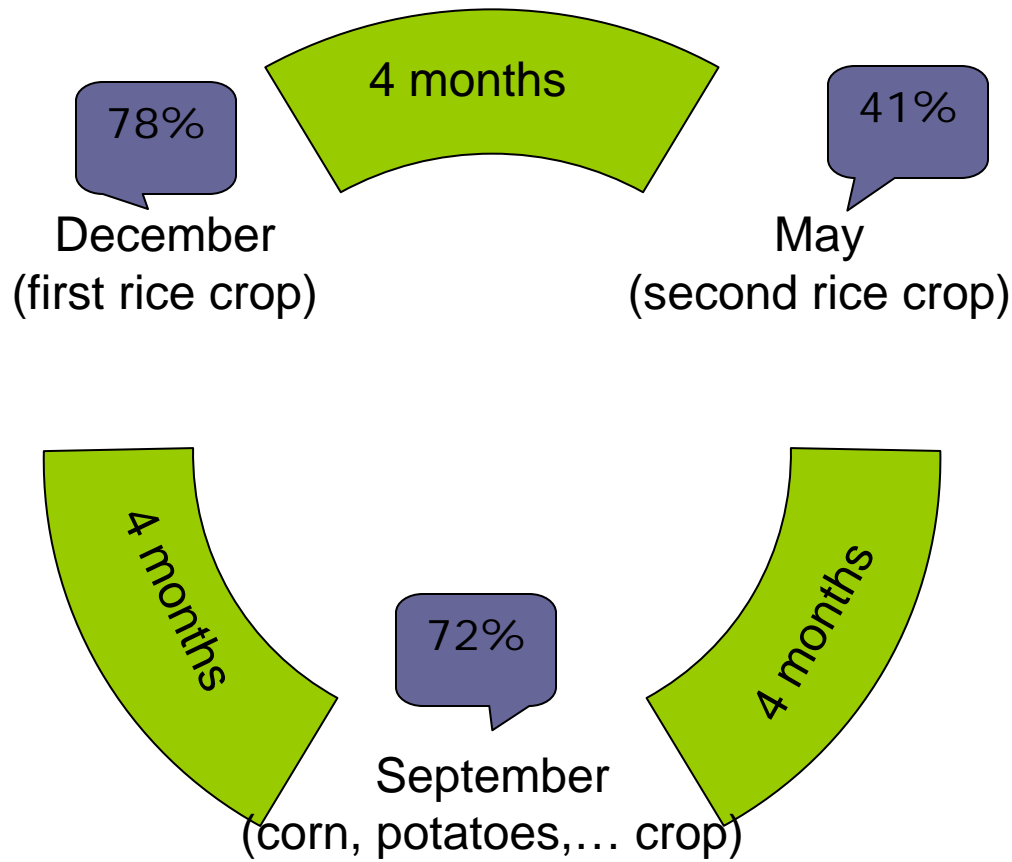 4 months
78%
41%
December
(first rice crop)
May
(second rice crop)
4 months
4 months
72%
September
(corn, potatoes,… crop)